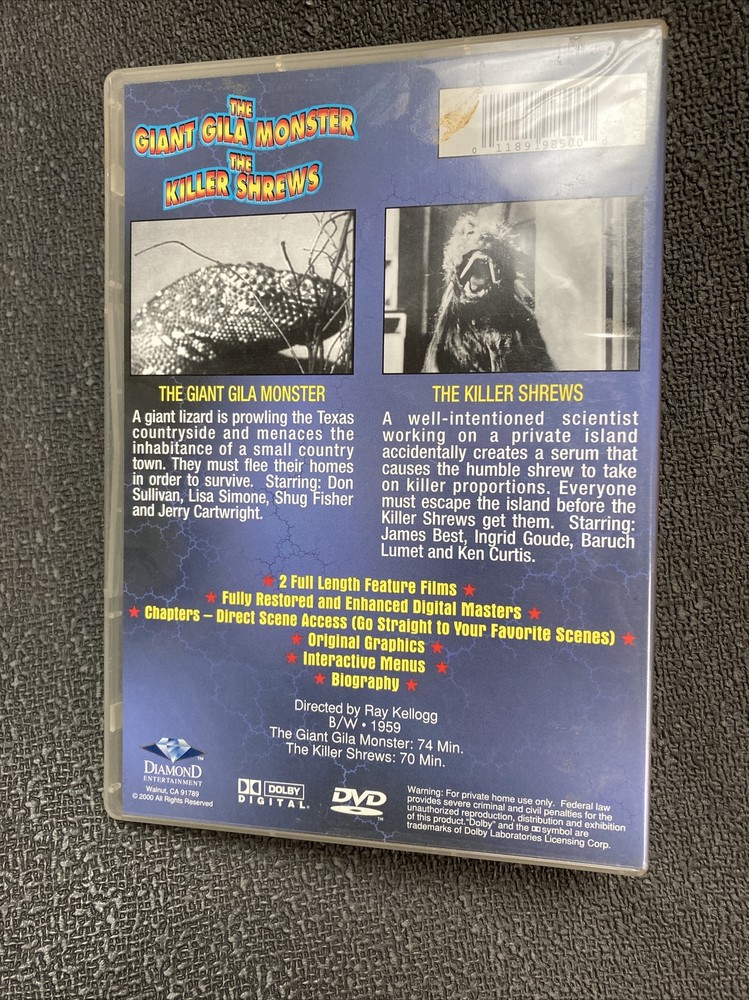 THE
GIANT GILA MONSTER
THE
KILLER SHREWS
0 11891 98500
THE GIANT GILA MONSTER
A giant lizard is prowling the Texas
countryside and menaces the
inhabitance of a small country
town. They must flee their homes
in order to survive. Starring: Don
Sullivan, Lisa Simone, Shug Fisher
and Jerry Cartwright.
THE KILLER SHREWS
A well-intentioned scientist
working on a private island
accidentally creates a serum that
causes the humble shrew to take
on killer proportions. Everyone
must escape the island before the
Killer Shrews get them. Starring:
James Best, Ingrid Goude, Baruch
Lumet and Ken Curtis.
★ 2 Full Length Feature Films ★
★ Fully Restored and Enhanced Digital Masters ★
★ Chapters – Direct Scene Access (Go Straight to Your Favorite Scenes) ★
★ Original Graphics ★
★ Interactive Menus ★
★ Biography ★
Directed by Ray Kellogg
B/W • 1959
The Giant Gila Monster: 74 Min.
The Killer Shrews: 70 Min.
DIAMOND™
ENTERTAINMENT
Walnut, CA 91789
© 2000 All Rights Reserved
DOLBY
DIGITAL
DVD™
Warning: For private home use only. Federal law
provides severe criminal and civil penalties for the
unauthorized reproduction, distribution and exhibition
of this product."Dolby" and the symbol are
trademarks of Dolby Laboratories Licensing Corp.